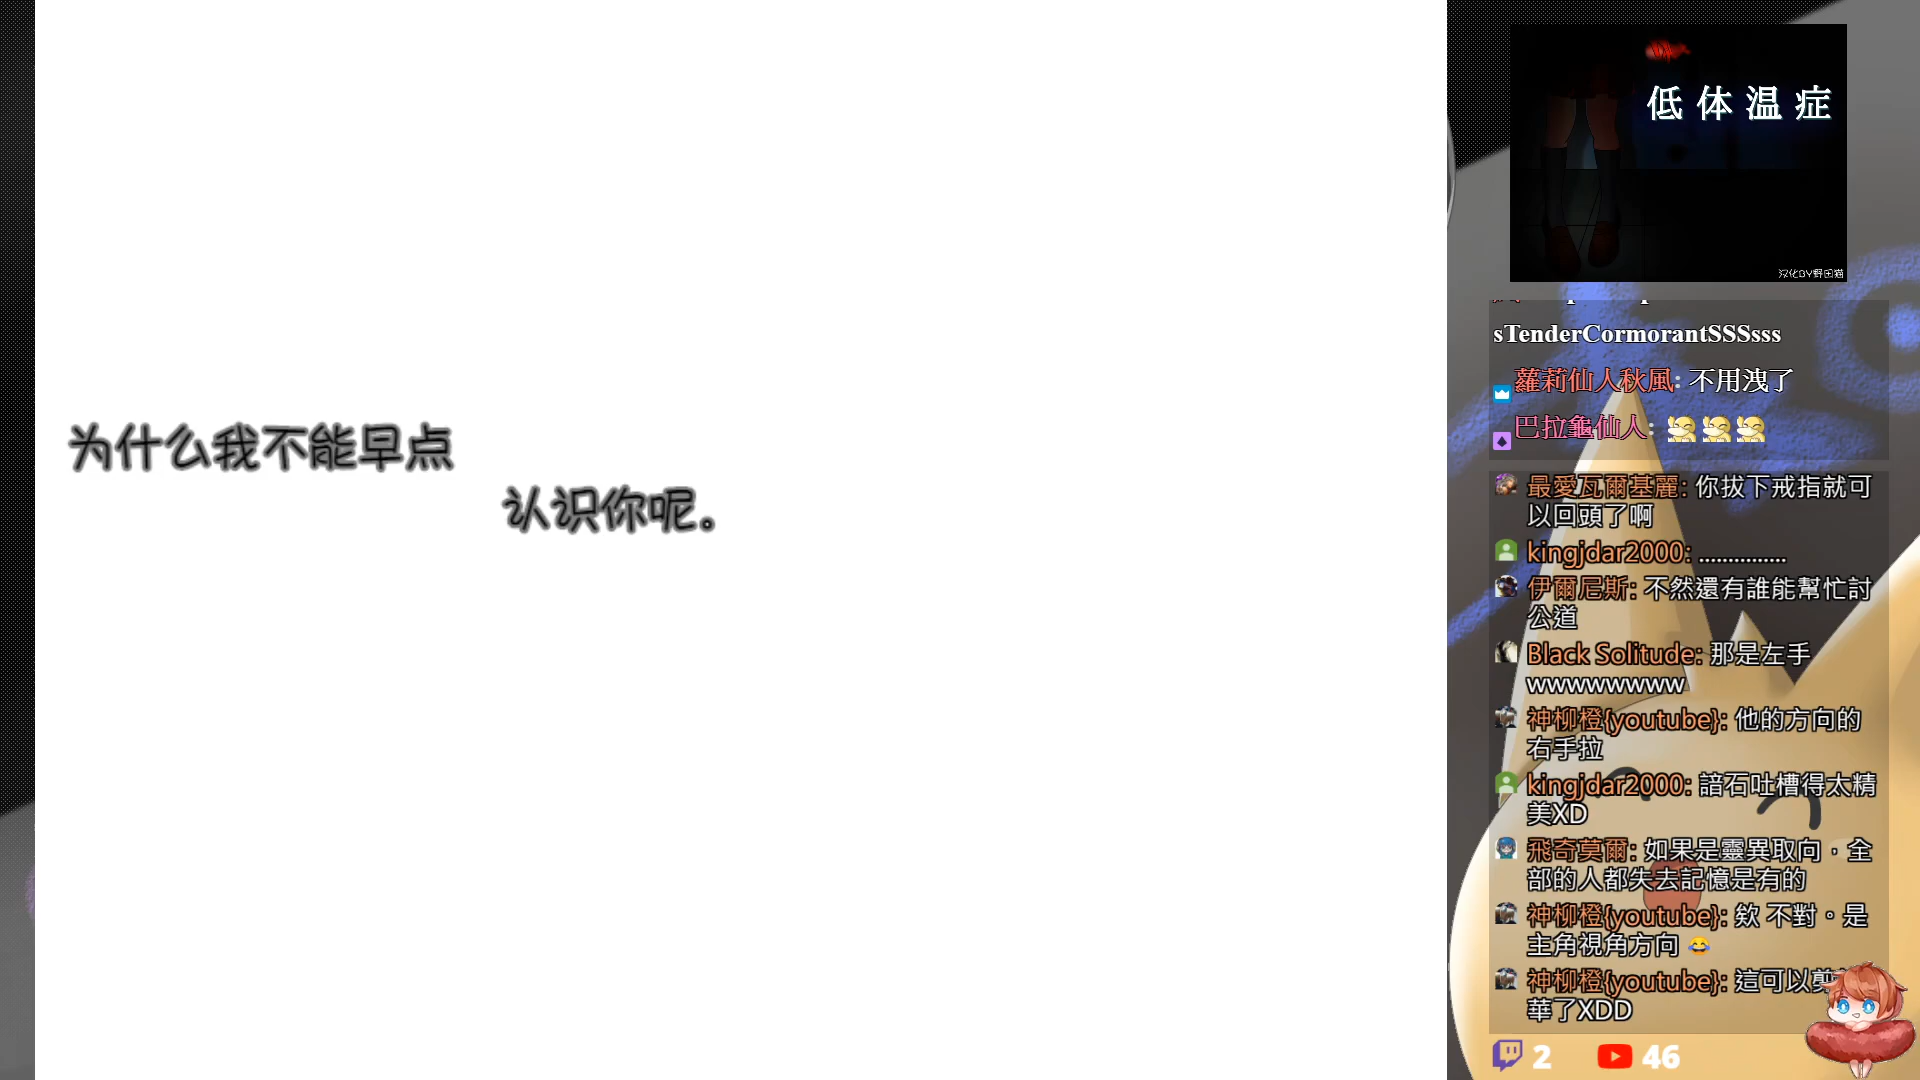 为什么我不能早点
认识你呢。
低体温症
汉化BY野田猫
sTenderCormorantSSSsss
蘿莉仙人秋風: 不用洩了
巴拉龜仙人:
最愛瓦爾基麗: 你拔下戒指就可
以回頭了啊
kingjdar2000: ..............
伊爾尼斯: 不然還有誰能幫忙討
公道
Black Solitude: 那是左手
wwwwwwww
神柳橙{youtube}: 他的方向的
右手拉
kingjdar2000: 諳石吐槽得太精
美XD
飛奇莫爾: 如果是靈異取向，全
部的人都失去記憶是有的
神柳橙{youtube}: 欸 不對。是
主角視角方向 😂
神柳橙{youtube}: 這可以剪
華了XDD
2
46